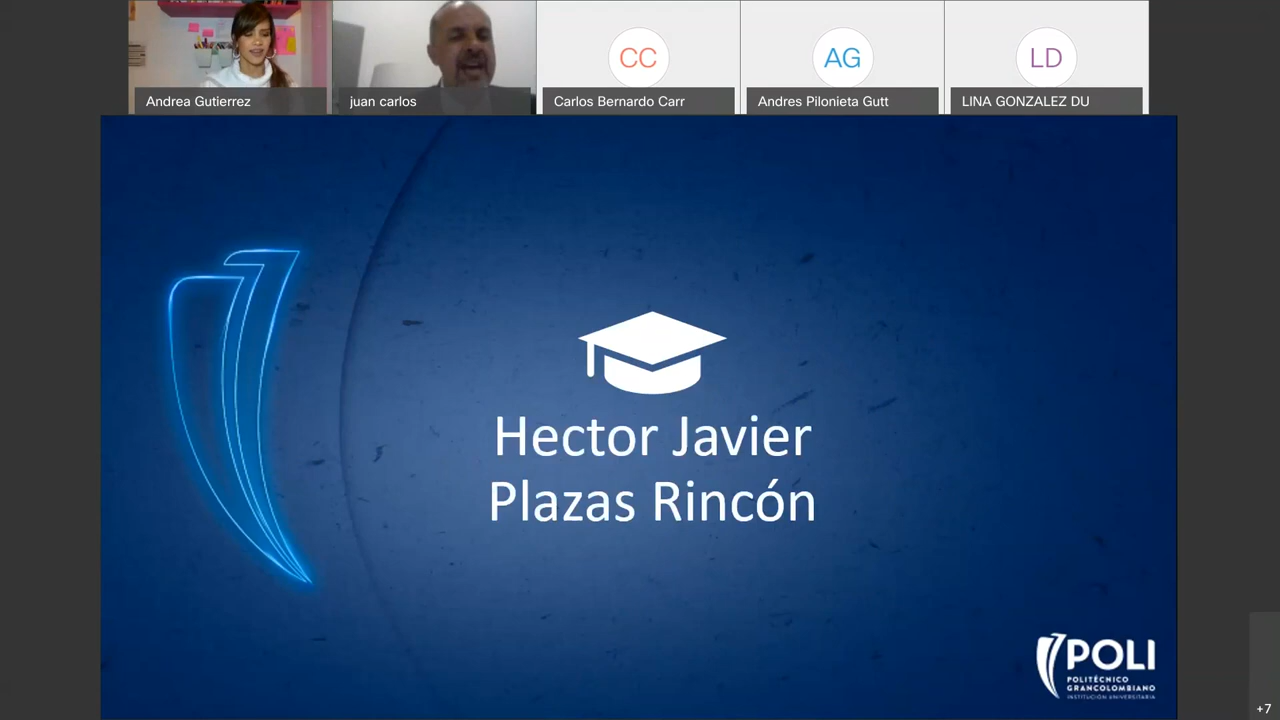 CC
AG
LD
Andrea Gutierrez
juan carlos
Carlos Bernardo Carr
Andres Pilonieta Gutt
LINA GONZALEZ DU
Hector Javier
Plazas Rincón
POLI
POLITÉCNICO
GRANCOLOMBIANO
INSTITUCIÓN UNIVERSITARIA
+7